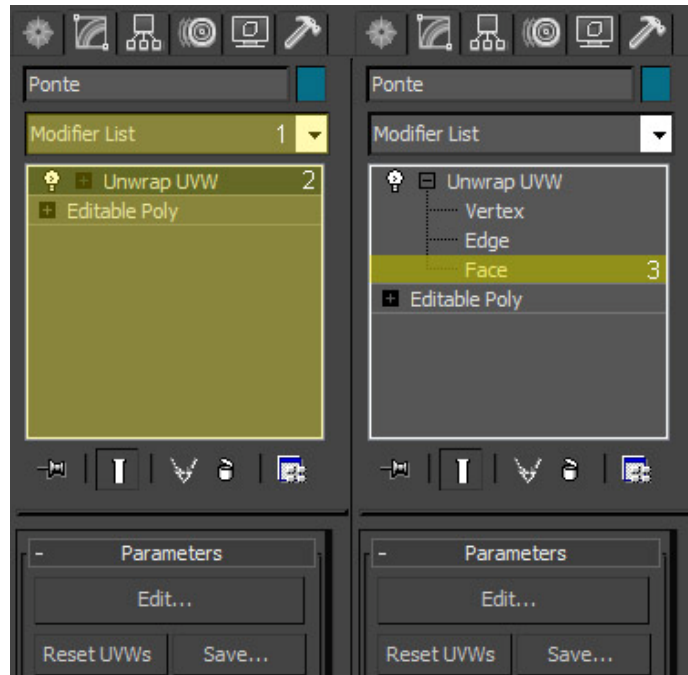 Ponte
Modifier List 1
Unwrap UVW 2
Editable Poly
- Parameters
Edit...
Reset UVWs Save...
Ponte
Modifier List
Unwrap UVW
Vertex
Edge
Face 3
Editable Poly
- Parameters
Edit...
Reset UVWs Save...